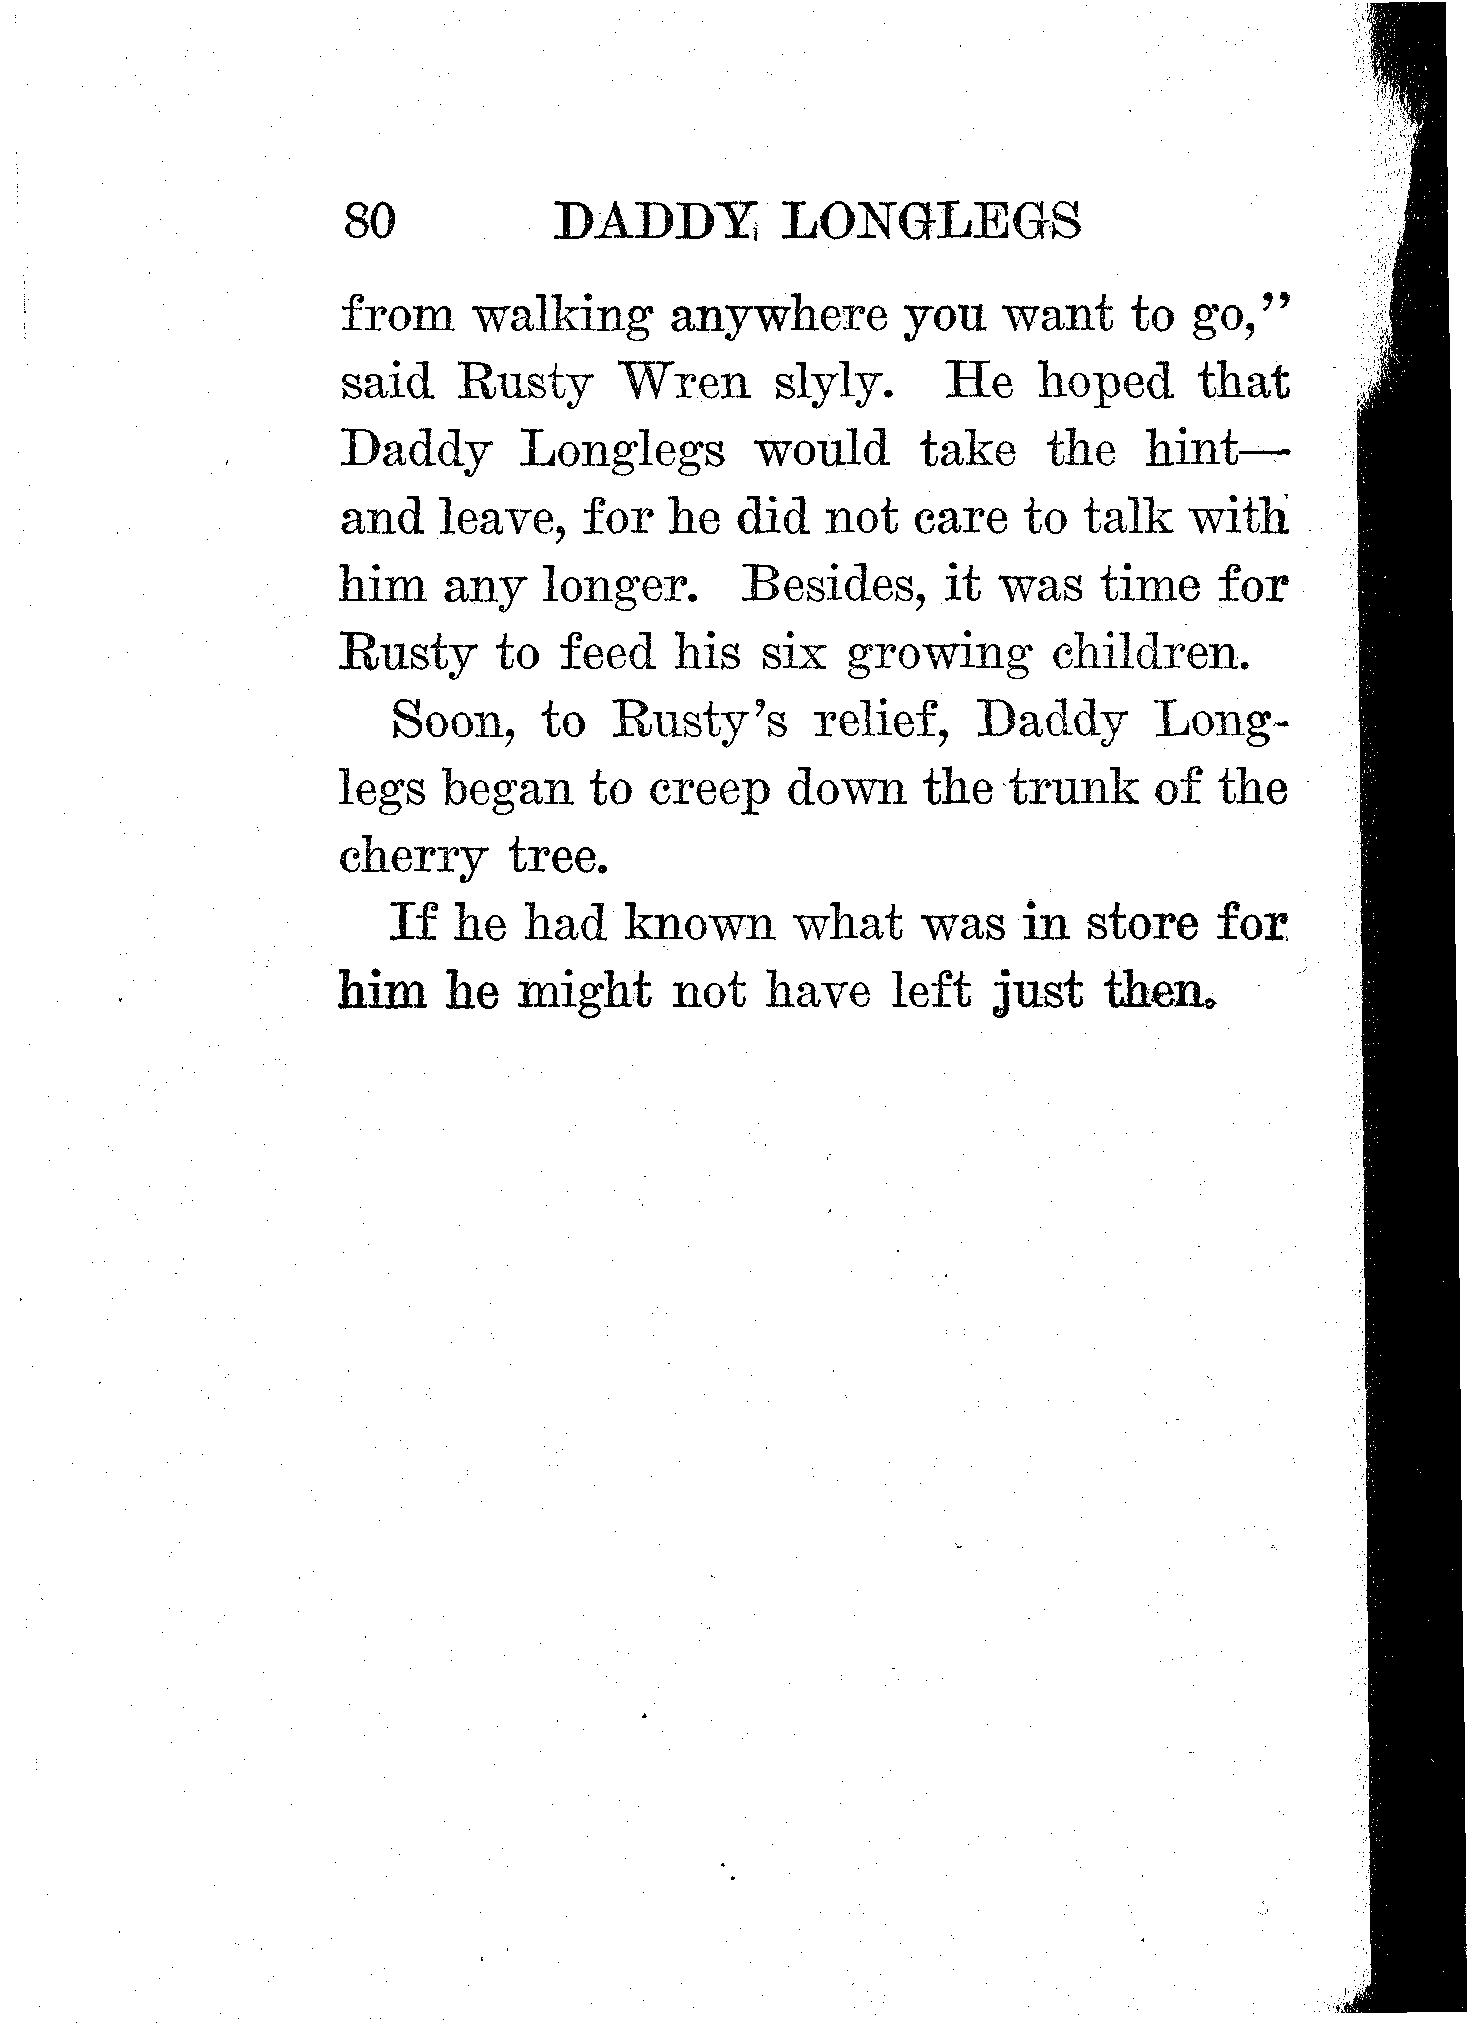 80 DADDY LONGLEGS
from walking anywhere you want to go,"
said Rusty Wren slyly. He hoped that
Daddy Longlegs would take the hint—
and leave, for he did not care to talk with
him any longer. Besides, it was time for
Rusty to feed his six growing children.
Soon, to Rusty's relief, Daddy Long-
legs began to creep down the trunk of the
cherry tree.
If he had known what was in store for
him he might not have left just then.